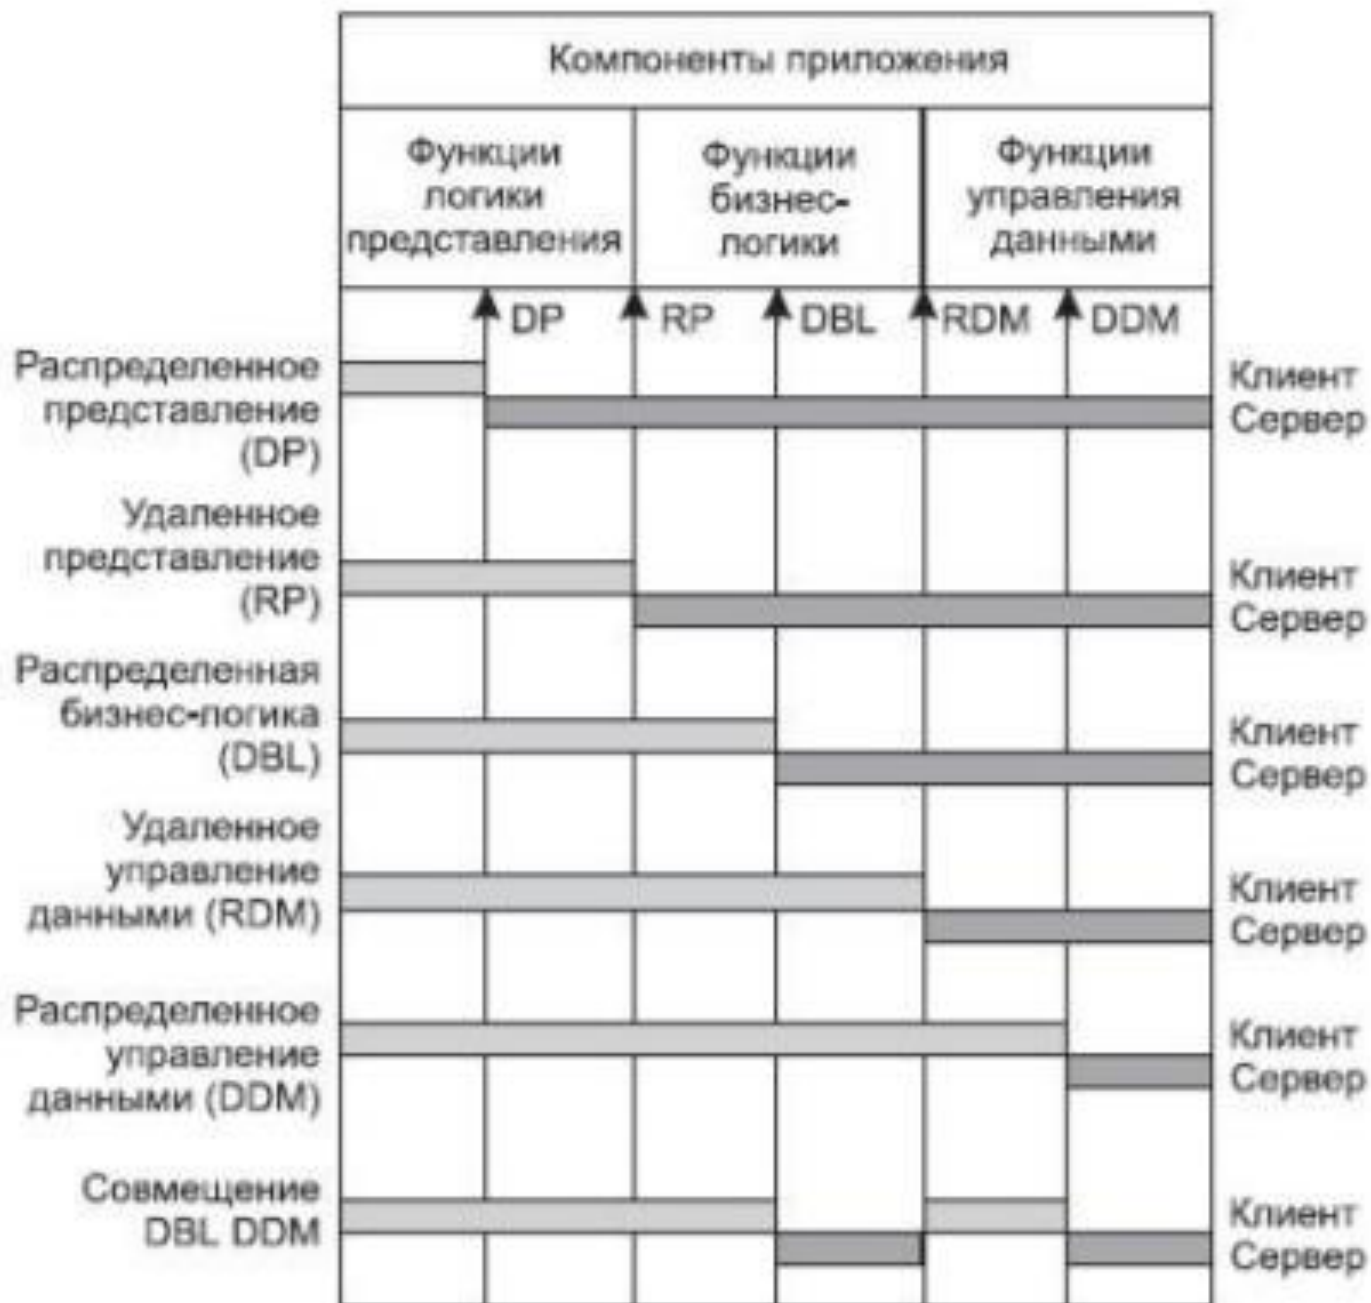 Компоненты приложения
Функции
логики
представления
Функции
бизнес-
логики
Функции
управления
данными
DP
RP
DBL
RDM
DDM
Распределенное
представление
(DP)
Клиент
Сервер
Удаленное
представление
(RP)
Клиент
Сервер
Распределенная
бизнес-логика
(DBL)
Клиент
Сервер
Удаленное
управление
данными (RDM)
Клиент
Сервер
Распределенное
управление
данными (DDM)
Клиент
Сервер
Совмещение
DBL DDM
Клиент
Сервер